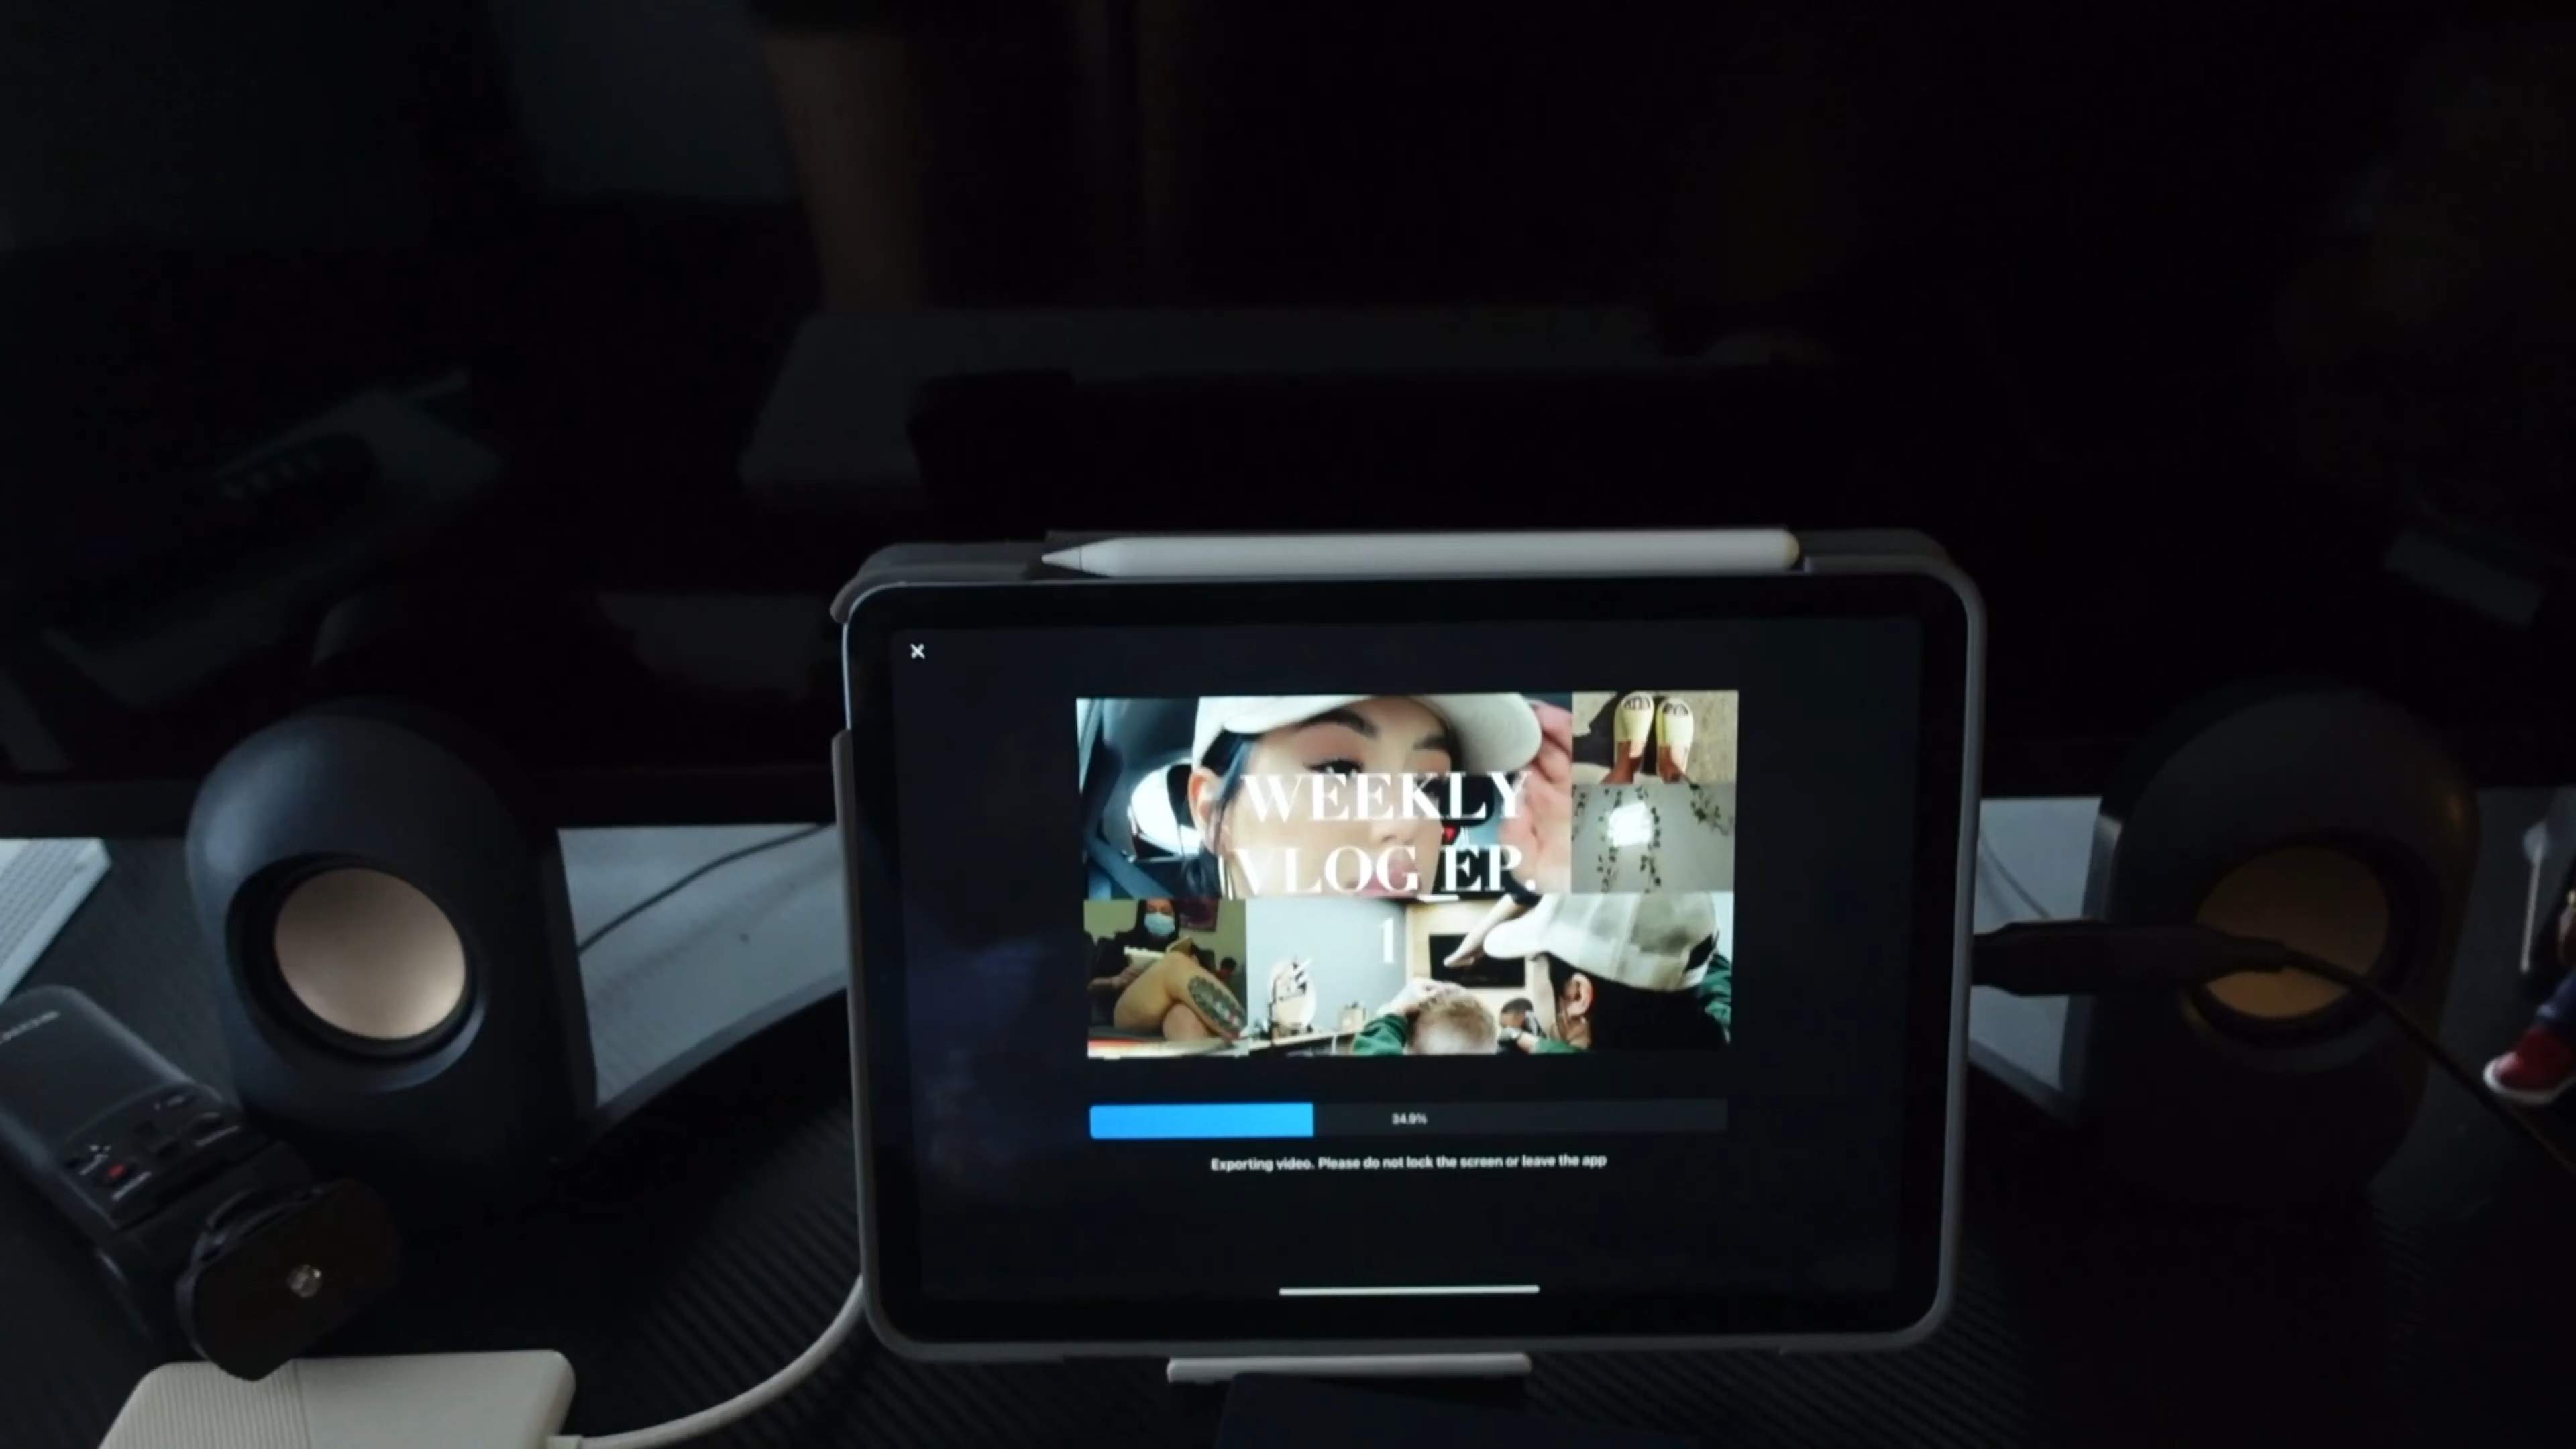 WEEKLY
VLOG EP.
1
34.9%
Exporting video. Please do not lock the screen or leave the app